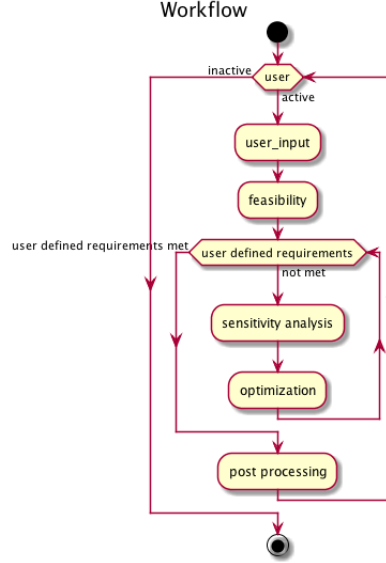 Workflow
inactive
user
active
user_input
feasibility
user defined requirements met
user defined requirements
not met
sensitivity analysis
optimization
post processing